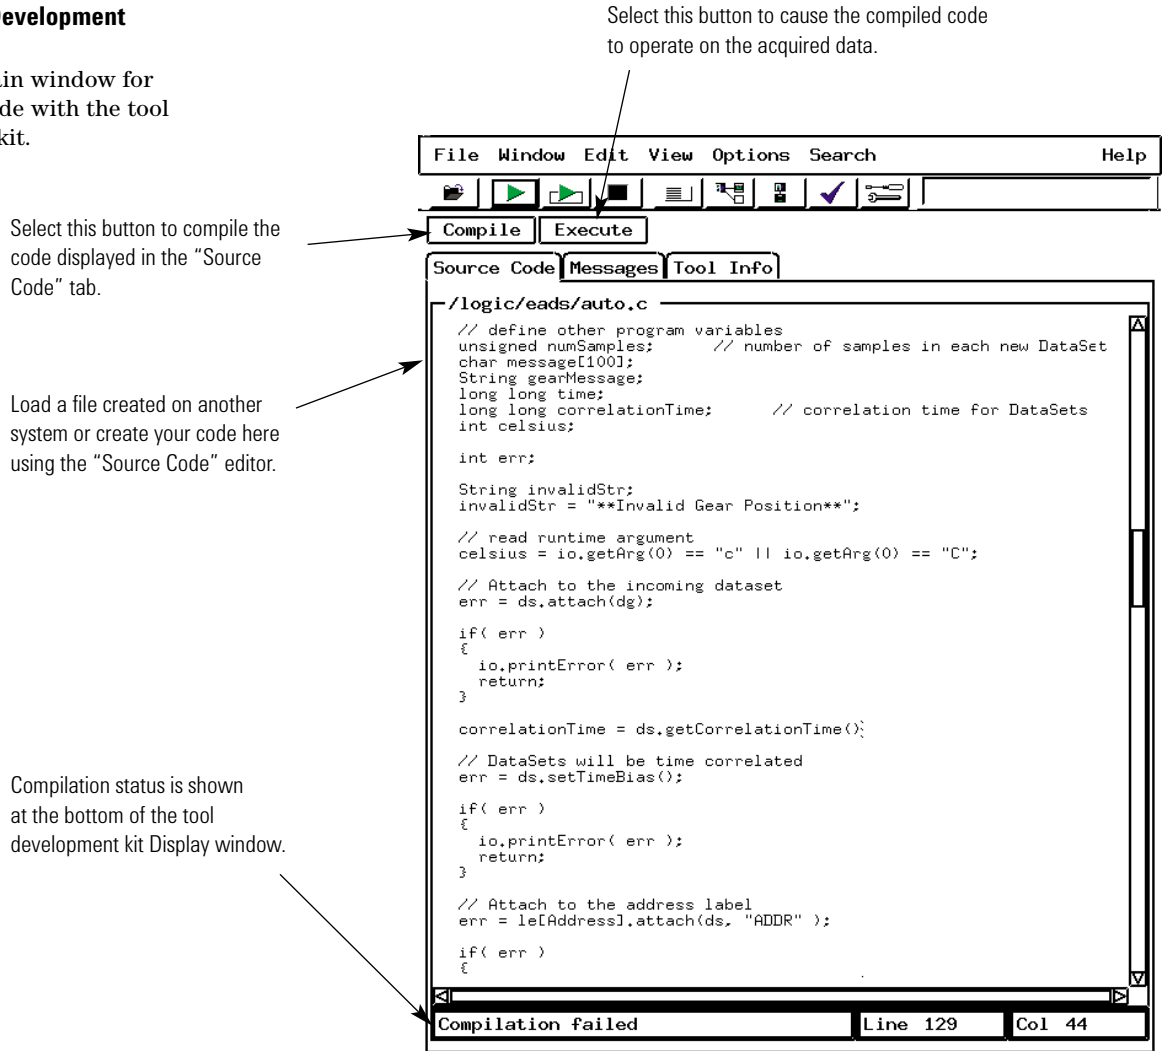 Development
Select this button to cause the compiled code
to operate on the acquired data.
ain window for
de with the tool
kit.
File Window Edit View Options Search Help
Compile Execute
Select this button to compile the
code displayed in the “Source
Code” tab.
Source Code Messages Tool Info
/logic/eads/auto.c
// define other program variables
unsigned numSamples; // number of samples in each new DataSet
char message[100];
String gearMessage;
long long time;
long long correlationTime; // correlation time for DataSets
int celsius;
Load a file created on another
system or create your code here
using the “Source Code” editor.
int err;
String invalidStr;
invalidStr = "**Invalid Gear Position**";
// read runtime argument
celsius = io.getArg(0) == "c" || io.getArg(0) == "C";
// Attach to the incoming dataset
err = ds.attach(dg);
if( err )
{
io.printError( err );
return;
}
correlationTime = ds.getCorrelationTime()
// DataSets will be time correlated
err = ds.setTimeBias();
Compilation status is shown
at the bottom of the tool
development kit Display window.
if( err )
{
io.printError( err );
return;
}
// Attach to the address label
err = le[Address].attach(ds, "ADDR" );
if( err )
{
Compilation failed Line 129 Col 44